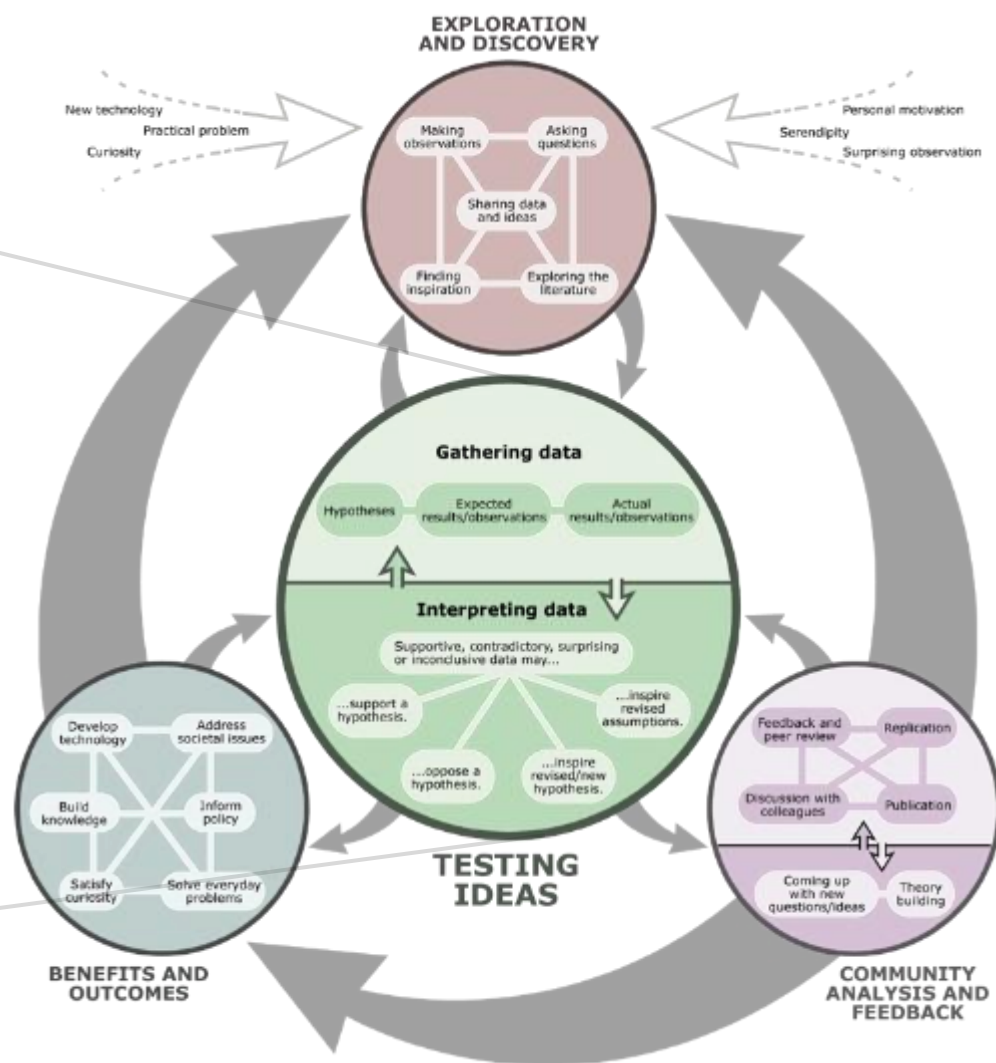 EXPLORATION
AND DISCOVERY
New technology
Practical problem
Curiosity
Personal motivation
Serendipity
Surprising observation
Making
observations
Asking
questions
Sharing data
and ideas
Finding
inspiration
Exploring the
literature
Gathering data
Hypotheses
Expected
results/observations
Actual
results/observations
Interpreting data
Supportive, contradictory, surprising
or inconclusive data may...
...support a
hypothesis.
...oppose a
hypothesis.
...inspire
revised/new
hypothesis.
...inspire
revised
assumptions.
TESTING
IDEAS
Develop
technology
Address
societal issues
Build
knowledge
Inform
policy
Satisfy
curiosity
Solve everyday
problems
BENEFITS AND
OUTCOMES
Feedback and
peer review
Replication
Discussion with
colleagues
Publication
Coming up
with new
questions/ideas
Theory
building
COMMUNITY
ANALYSIS AND
FEEDBACK